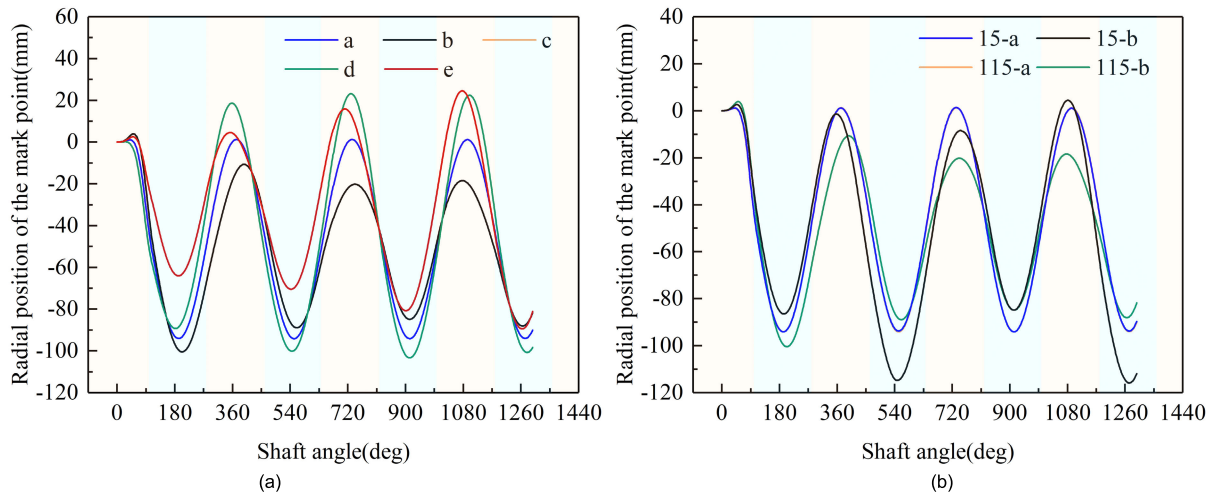 60
40
20
0
-20
-40
-60
-80
-100
-120
Radial position of the mark point(mm)
a b c
d e
0 180 360 540 720 900 1080 1260 1440
Shaft angle(deg)
(a)
40
20
0
-20
-40
-60
-80
-100
-120
Radial position of the mark point(mm)
15-a 15-b
115-a 115-b
0 180 360 540 720 900 1080 1260 1440
Shaft angle(deg)
(b)